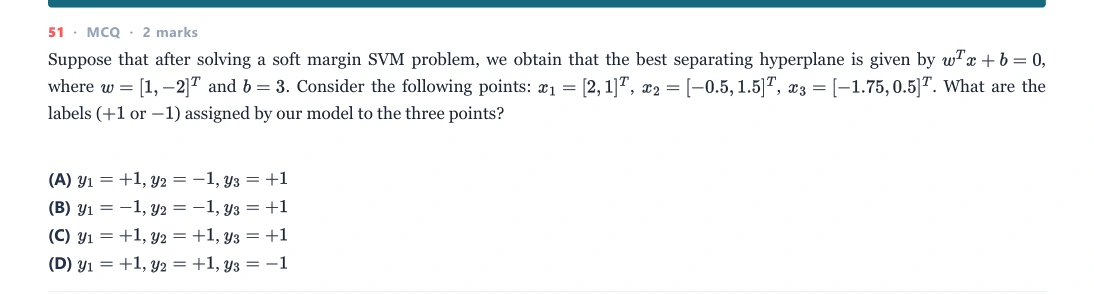 51 · MCQ · 2 marks
Suppose that after solving a soft margin SVM problem, we obtain that the best separating hyperplane is given by $w^T x + b = 0$,
where $w = [1, -2]^T$ and $b = 3$. Consider the following points: $x_1 = [2, 1]^T$, $x_2 = [-0.5, 1.5]^T$, $x_3 = [-1.75, 0.5]^T$. What are the
labels (+1 or −1) assigned by our model to the three points?
(A) $y_1 = +1, y_2 = -1, y_3 = +1$
(B) $y_1 = -1, y_2 = -1, y_3 = +1$
(C) $y_1 = +1, y_2 = +1, y_3 = +1$
(D) $y_1 = +1, y_2 = +1, y_3 = -1$